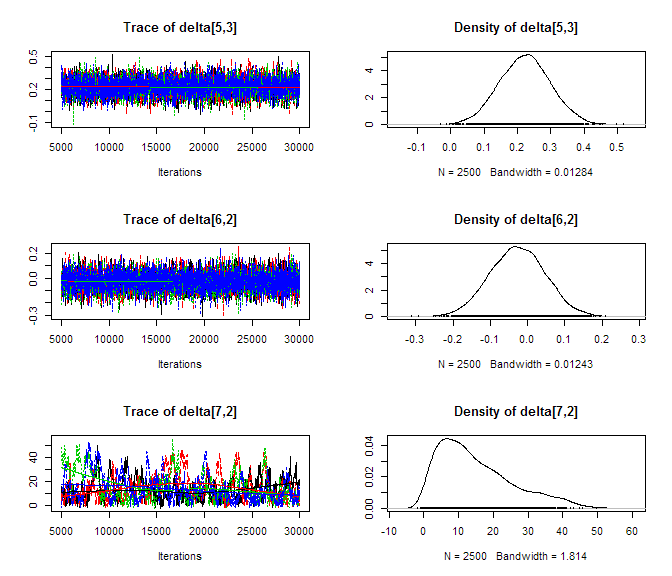 Trace of delta[5,3]
Density of delta[5,3]
-0.1 0.2 0.5
0 2 4
5000 10000 15000 20000 25000 30000
-0.1 0.0 0.1 0.2 0.3 0.4 0.5
Iterations
N = 2500 Bandwidth = 0.01284
Trace of delta[6,2]
Density of delta[6,2]
-0.3 0.0 0.2
0 2 4
5000 10000 15000 20000 25000 30000
-0.3 -0.2 -0.1 0.0 0.1 0.2 0.3
Iterations
N = 2500 Bandwidth = 0.01243
Trace of delta[7,2]
Density of delta[7,2]
0 20 40
0.00 0.02 0.04
5000 10000 15000 20000 25000 30000
-10 0 10 20 30 40 50 60
Iterations
N = 2500 Bandwidth = 1.814